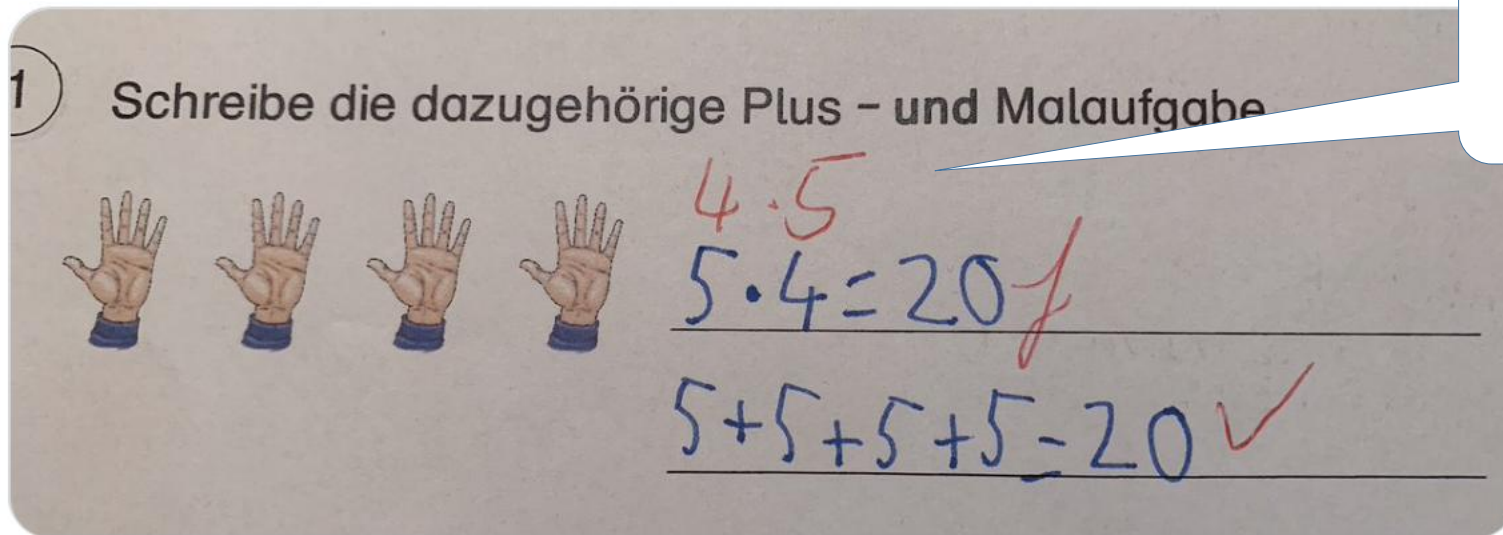 1 Schreibe die dazugehörige Plus – und Malaufgabe
4·5
5·4=20 f
5+5+5+5=20 ✓